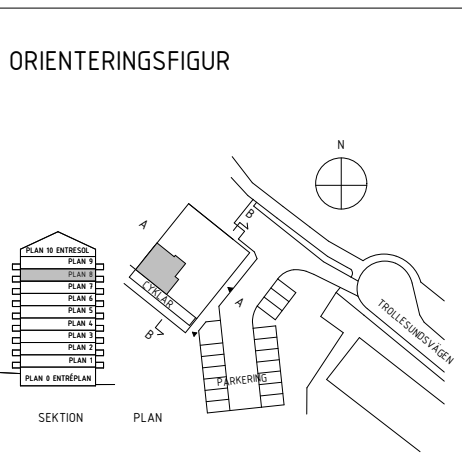 ORIENTERINGSFIGUR
N
B
A
PLAN 10 ENTRESOL
PLAN 9
PLAN 8
PLAN 7
PLAN 6
PLAN 5
PLAN 4
PLAN 3
PLAN 2
PLAN 1
PLAN 0 ENTRÉPLAN
CYKLAR
A
B
TROLLESUNDSVÄGEN
PARKERING
SEKTION
PLAN